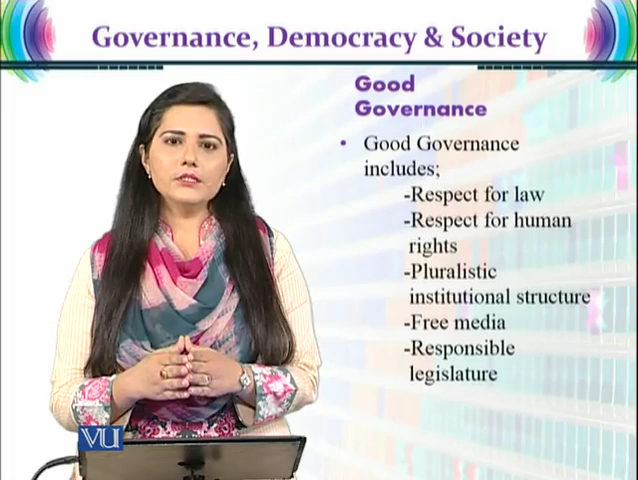 Governance, Democracy & Society
Good
Governance
• Good Governance
includes;
-Respect for law
-Respect for human
rights
-Pluralistic
institutional structure
-Free media
-Responsible
legislature
VU